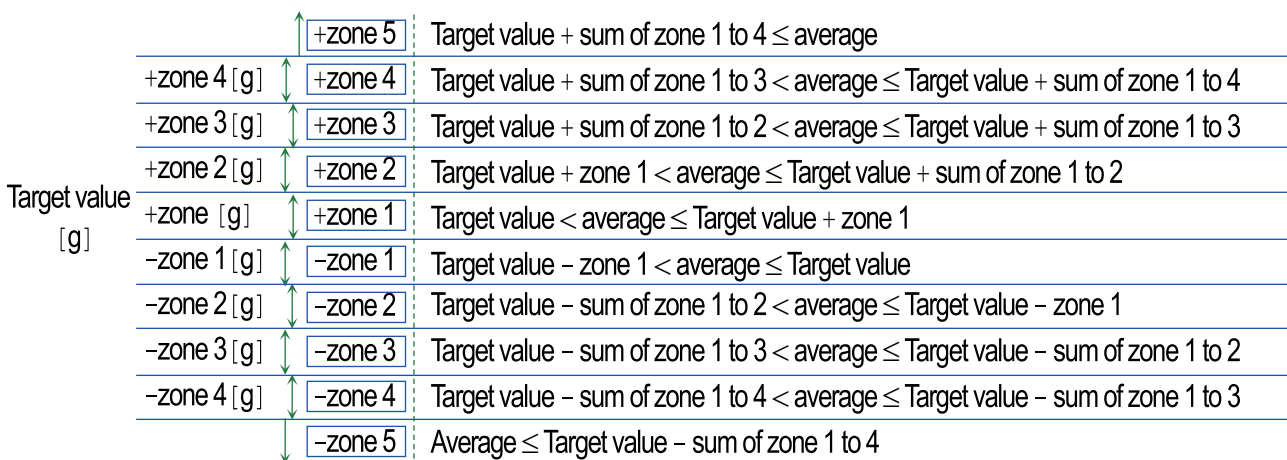 +zone 5 Target value + sum of zone 1 to 4 ≤ average
+zone 4 [g] +zone 4 Target value + sum of zone 1 to 3 < average ≤ Target value + sum of zone 1 to 4
+zone 3 [g] +zone 3 Target value + sum of zone 1 to 2 < average ≤ Target value + sum of zone 1 to 3
+zone 2 [g] +zone 2 Target value + zone 1 < average ≤ Target value + sum of zone 1 to 2
Target value
[g]
+zone [g] +zone 1 Target value < average ≤ Target value + zone 1
−zone 1 [g] −zone 1 Target value − zone 1 < average ≤ Target value
−zone 2 [g] −zone 2 Target value − sum of zone 1 to 2 < average ≤ Target value − zone 1
−zone 3 [g] −zone 3 Target value − sum of zone 1 to 3 < average ≤ Target value − sum of zone 1 to 2
−zone 4 [g] −zone 4 Target value − sum of zone 1 to 4 < average ≤ Target value − sum of zone 1 to 3
−zone 5 Average ≤ Target value − sum of zone 1 to 4